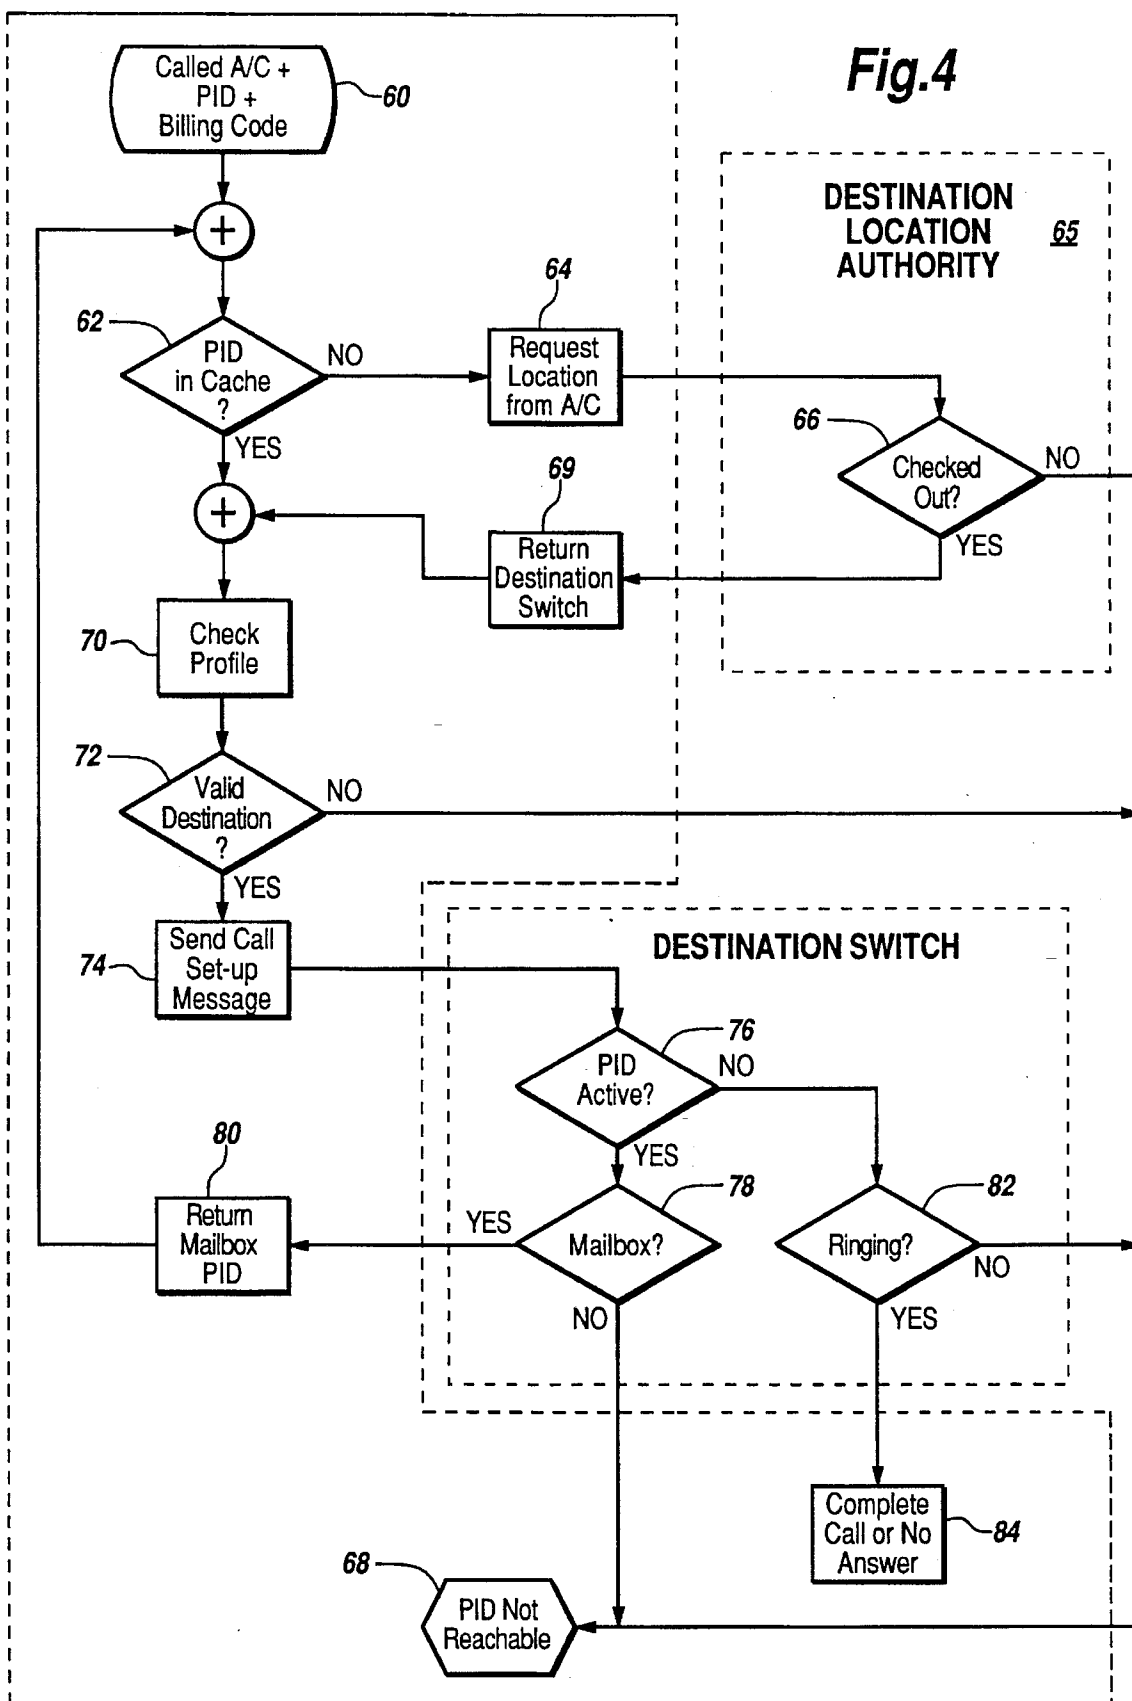 Fig.4
Called A/C +
PID +
Billing Code
60
DESTINATION
LOCATION
AUTHORITY
65
+
62
PID
in Cache
?
NO
YES
64
Request
Location
from A/C
66
Checked
Out?
NO
YES
69
Return
Destination
Switch
+
70
Check
Profile
72
Valid
Destination
?
NO
YES
74
Send Call
Set-up
Message
DESTINATION SWITCH
76
PID
Active?
NO
YES
80
Return
Mailbox
PID
78
Mailbox?
YES
NO
82
Ringing?
NO
YES
Complete
Call or No
Answer
84
68
PID Not
Reachable